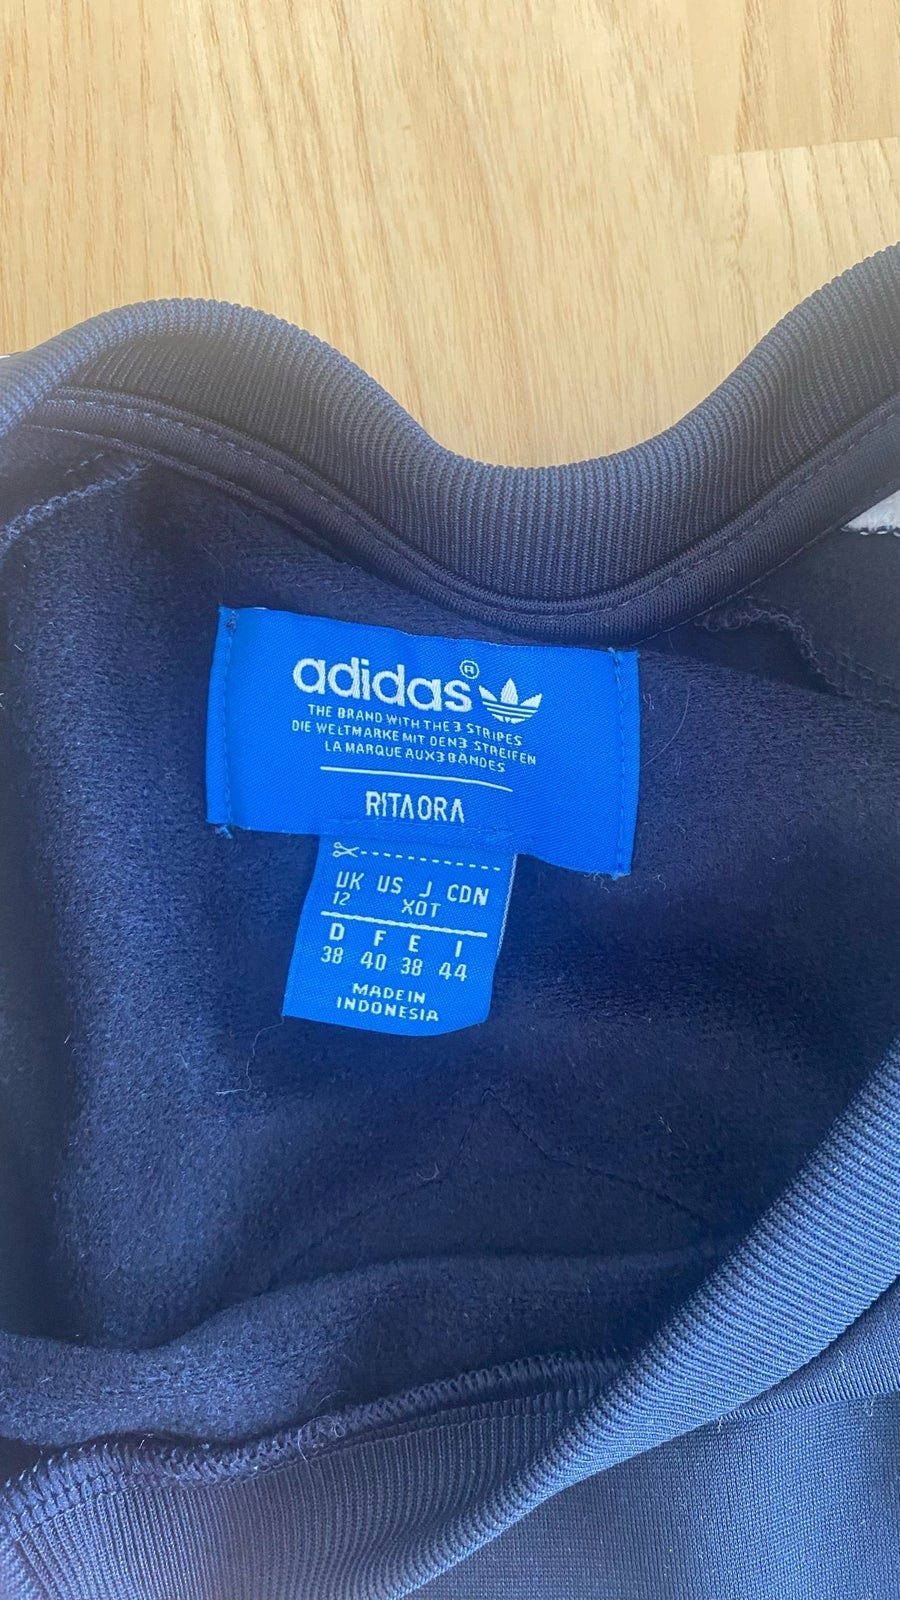 adidas®
THE BRAND WITH THE 3 STRIPES
DIE WELTMARKE MIT DEN 3 STREIFEN
LA MARQUE AUX 3 BANDES
RITA ORA
UK US J CDN
12 XOT
D F E I
38 40 38 44
MADE IN
INDONESIA